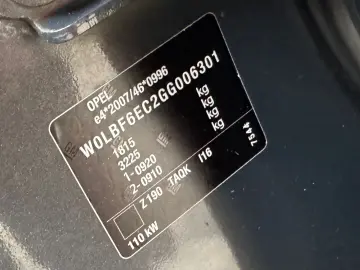 OPEL
e4*2007/46*0996
W0LBF6EC2GG006301
1815 kg
3225 kg
1-0920 kg
2-0910 kg
Z190 TAQK I16 7544
110 KW